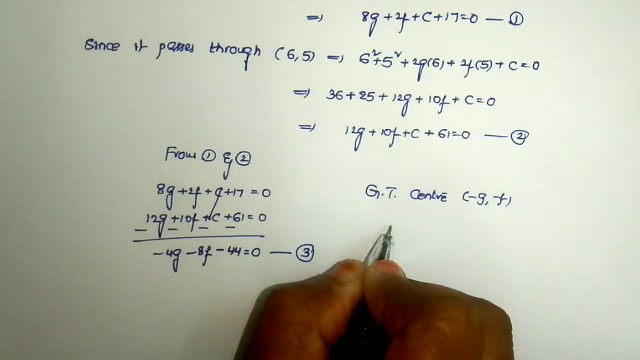 ⇒ 8g+2f+C+17=0 — ①
Since it passes through (6,5) ⇒ 6²+5²+2g(6)+2f(5)+C=0
⇒ 36+25+12g+10f+C=0
⇒ 12g+10f+C+61=0 — ②
From ① & ②
8g+2f+C+17=0
12g+10f+C+61=0
— — — —
-4g-8f-44=0 — ③
G.T. Centre (-g,-f)